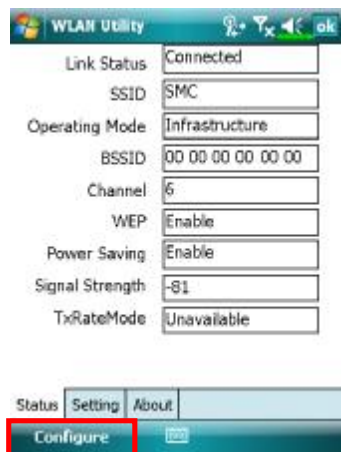 WLAN Utility ok
Link Status Connected
SSID SMC
Operating Mode Infrastructure
BSSID 00 00 00 00 00 00
Channel 6
WEP Enable
Power Saving Enable
Signal Strength -81
TxRateMode Unavailable
Status Setting About
Configure